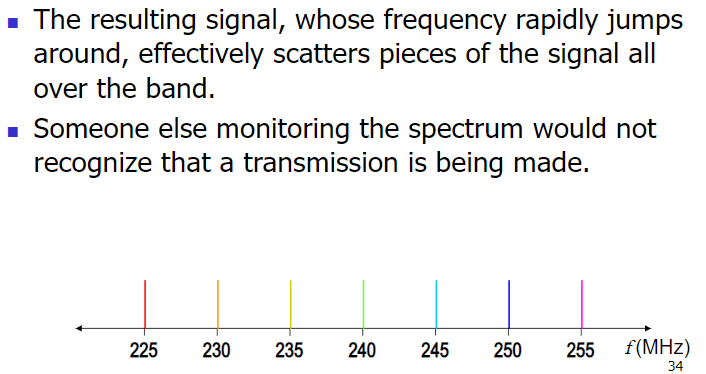 The resulting signal, whose frequency rapidly jumps
around, effectively scatters pieces of the signal all
over the band.
Someone else monitoring the spectrum would not
recognize that a transmission is being made.
225 230 235 240 245 250 255 f(MHz)
34